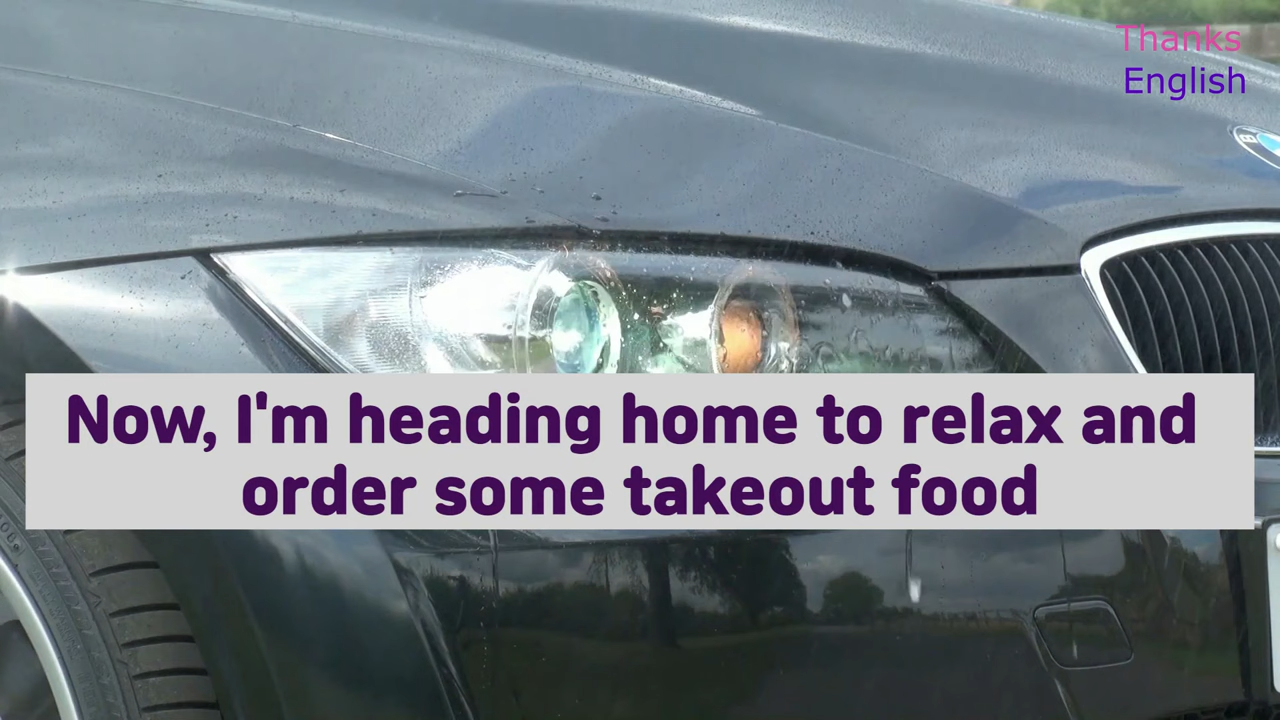 Thanks
English
B
Now, I'm heading home to relax and
order some takeout food